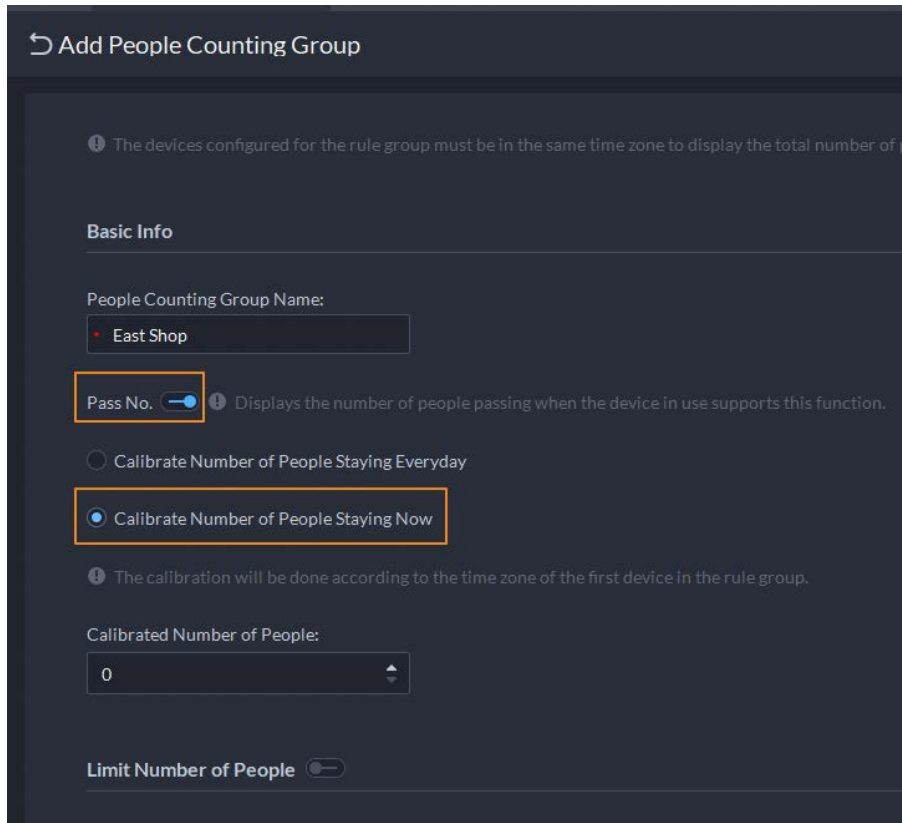 Add People Counting Group
The devices configured for the rule group must be in the same time zone to display the total number of
Basic Info
People Counting Group Name:
* East Shop
Pass No. Displays the number of people passing when the device in use supports this function.
Calibrate Number of People Staying Everyday
Calibrate Number of People Staying Now
The calibration will be done according to the time zone of the first device in the rule group.
Calibrated Number of People:
0
Limit Number of People